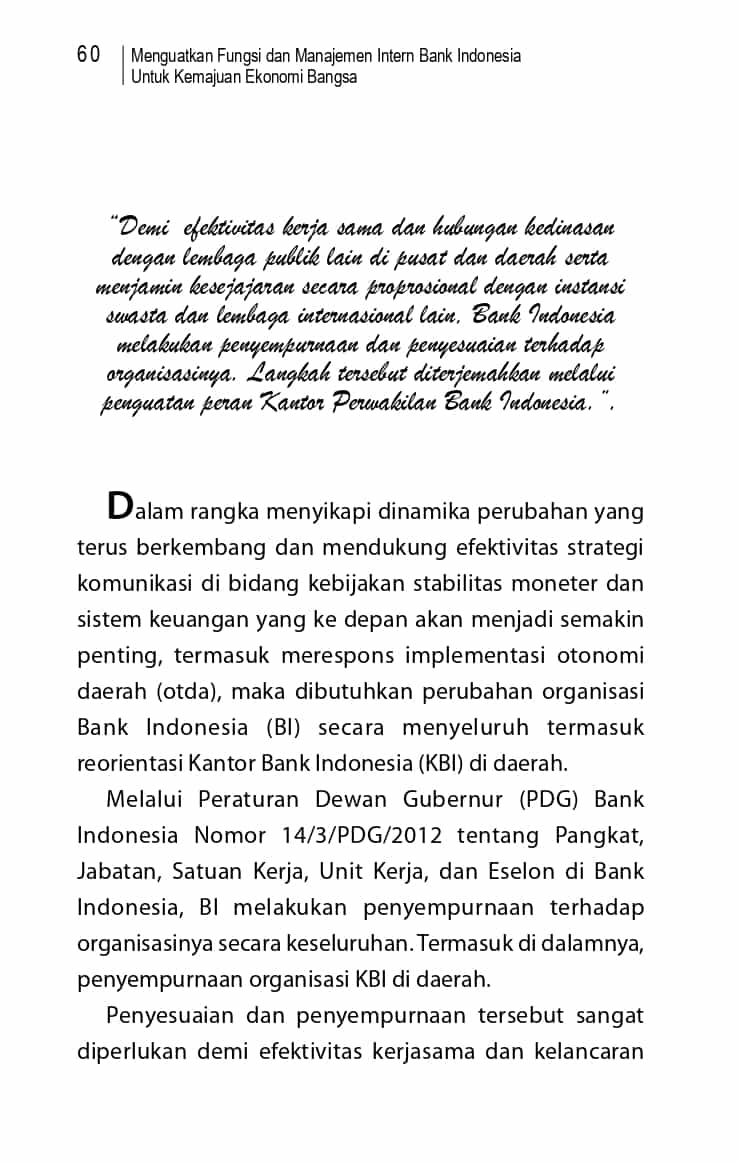 60
Menguatkan Fungsi dan Manajemen Intern Bank Indonesia
Untuk Kemajuan Ekonomi Bangsa
“Demi efektivitas kerja sama dan hubungan kedinasan
dengan lembaga publik lain di pusat dan daerah serta
menjamin kesejajaran secara proprosional dengan instansi
swasta dan lembaga internasional lain, Bank Indonesia
melakukan penyempurnaan dan penyesuaian terhadap
organisasinya. Langkah tersebut diterjemahkan melalui
penguatan peran Kantor Perwakilan Bank Indonesia.”.
Dalam rangka menyikapi dinamika perubahan yang
terus berkembang dan mendukung efektivitas strategi
komunikasi di bidang kebijakan stabilitas moneter dan
sistem keuangan yang ke depan akan menjadi semakin
penting, termasuk merespons implementasi otonomi
daerah (otda), maka dibutuhkan perubahan organisasi
Bank Indonesia (BI) secara menyeluruh termasuk
reorientasi Kantor Bank Indonesia (KBI) di daerah.
Melalui Peraturan Dewan Gubernur (PDG) Bank
Indonesia Nomor 14/3/PDG/2012 tentang Pangkat,
Jabatan, Satuan Kerja, Unit Kerja, dan Eselon di Bank
Indonesia, BI melakukan penyempurnaan terhadap
organisasinya secara keseluruhan. Termasuk di dalamnya,
penyempurnaan organisasi KBI di daerah.
Penyesuaian dan penyempurnaan tersebut sangat
diperlukan demi efektivitas kerjasama dan kelancaran